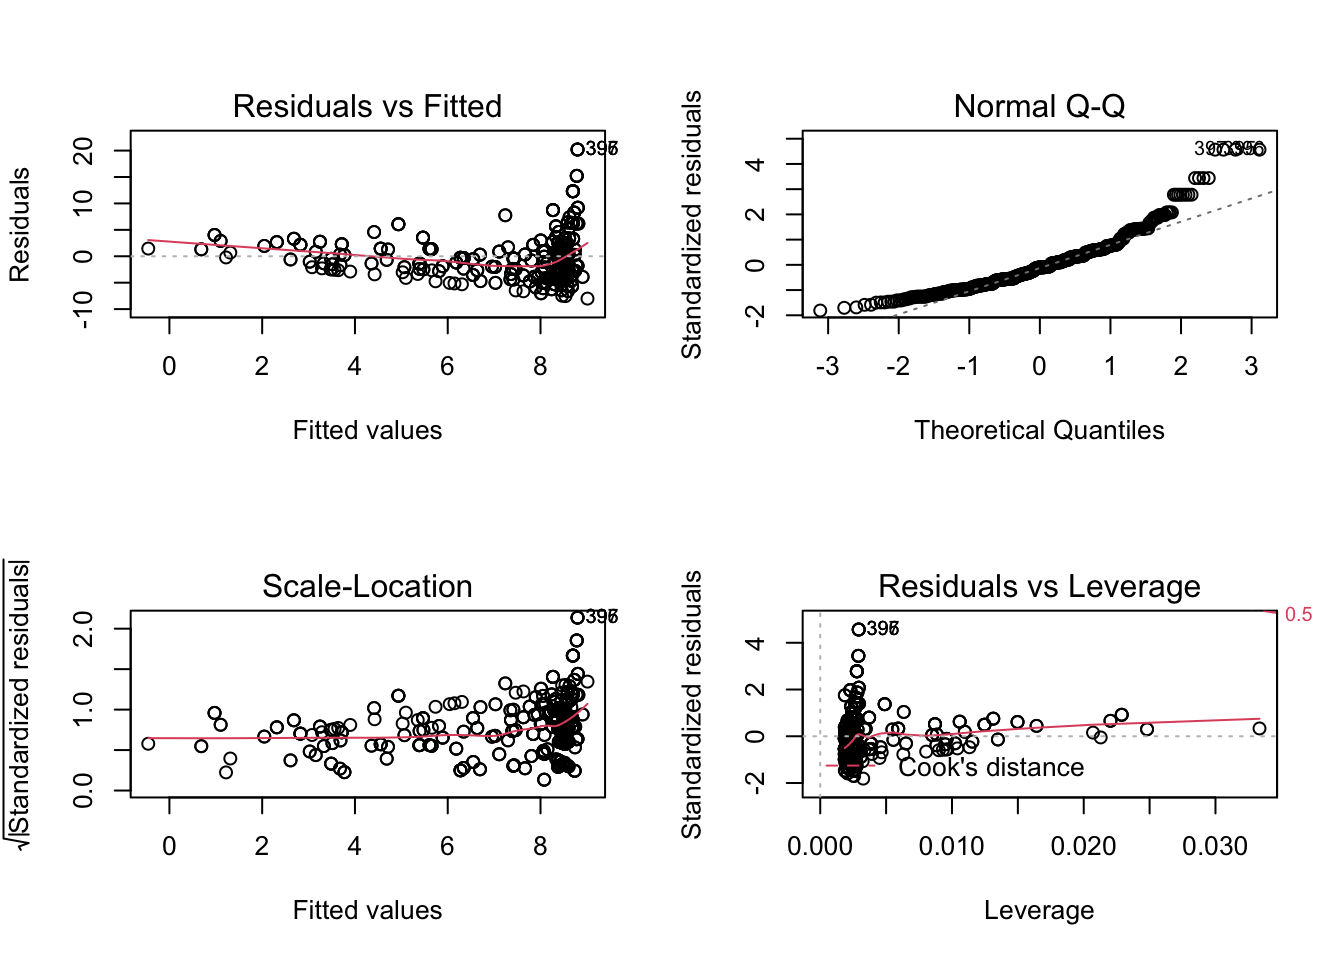 Residuals vs Fitted
Residuals
20
10
0
-10
397
0 2 4 6 8
Fitted values
Normal Q-Q
Standardized residuals
4
2
0
-2
-3 -2 -1 0 1 2 3
Theoretical Quantiles
Scale-Location
√|Standardized residuals|
2.0
1.0
0.0
397
0 2 4 6 8
Fitted values
Residuals vs Leverage
Standardized residuals
4
2
0
-2
397
0.5
Cook's distance
0.000 0.010 0.020 0.030
Leverage